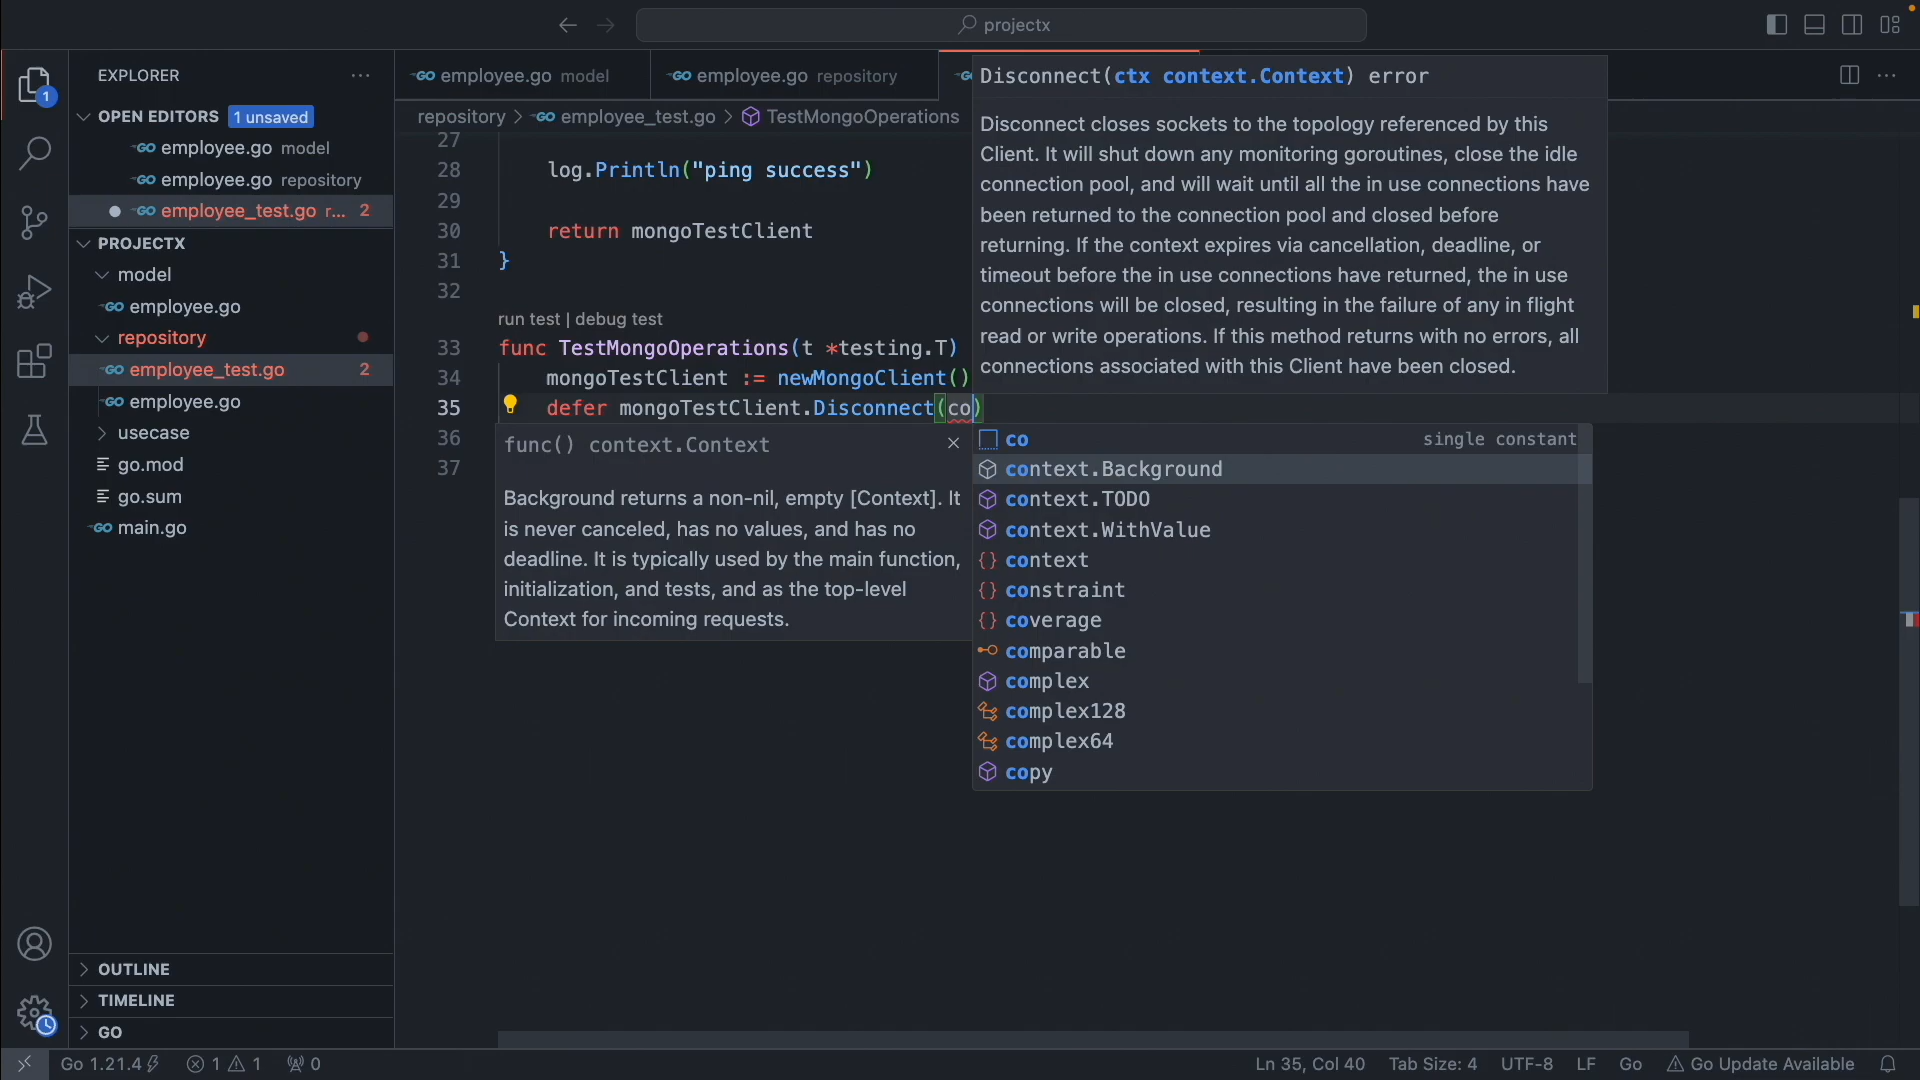 projectx
EXPLORER
OPEN EDITORS 1 unsaved
employee.go model
employee.go repository
employee_test.go r... 2
PROJECTX
model
employee.go
repository
employee_test.go 2
employee.go
usecase
go.mod
go.sum
main.go
OUTLINE
TIMELINE
GO
employee.go model
employee.go repository
repository > employee_test.go > TestMongoOperations
27
28 log.Println("ping success")
29
30 return mongoTestClient
31 }
32
run test | debug test
33 func TestMongoOperations(t *testing.T)
34 mongoTestClient := newMongoClient()
35 defer mongoTestClient.Disconnect(co)
36
37
Disconnect(ctx context.Context) error
Disconnect closes sockets to the topology referenced by this
Client. It will shut down any monitoring goroutines, close the idle
connection pool, and will wait until all the in use connections have
been returned to the connection pool and closed before
returning. If the context expires via cancellation, deadline, or
timeout before the in use connections have returned, the in use
connections will be closed, resulting in the failure of any in flight
read or write operations. If this method returns with no errors, all
connections associated with this Client have been closed.
func() context.Context
Background returns a non-nil, empty [Context]. It
is never canceled, has no values, and has no
deadline. It is typically used by the main function,
initialization, and tests, and as the top-level
Context for incoming requests.
co single constant
context.Background
context.TODO
context.WithValue
context
constraint
coverage
comparable
complex
complex128
complex64
copy
Go 1.21.4 1 1 0 Ln 35, Col 40 Tab Size: 4 UTF-8 LF Go Go Update Available